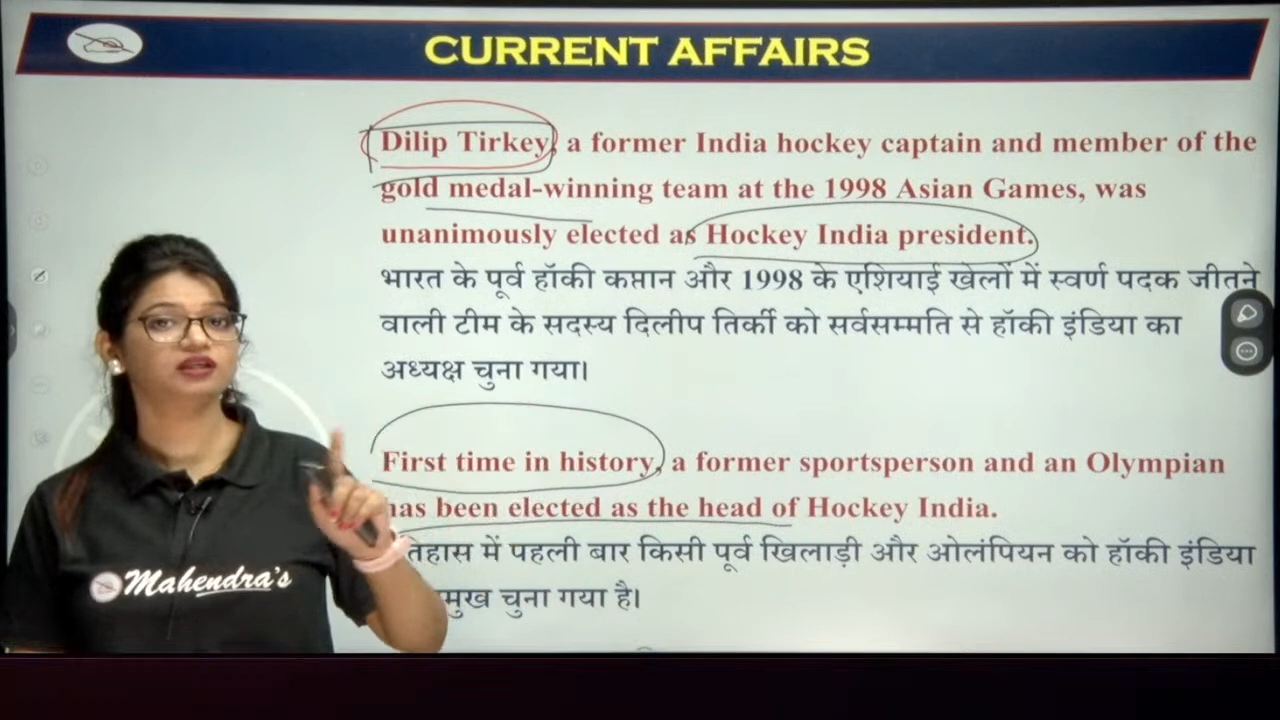 CURRENT AFFAIRS
Dilip Tirkey, a former India hockey captain and member of the
gold medal-winning team at the 1998 Asian Games, was
unanimously elected as Hockey India president.
भारत के पूर्व हॉकी कप्तान और 1998 के एशियाई खेलों में स्वर्ण पदक जीतने
वाली टीम के सदस्य दिलीप तिर्की को सर्वसम्मति से हॉकी इंडिया का
अध्यक्ष चुना गया।
First time in history, a former sportsperson and an Olympian
has been elected as the head of Hockey India.
में पहली बार किसी पूर्व खिलाड़ी और ओलंपियन को हॉकी इंडिया
चुना गया है।
Mahendra's